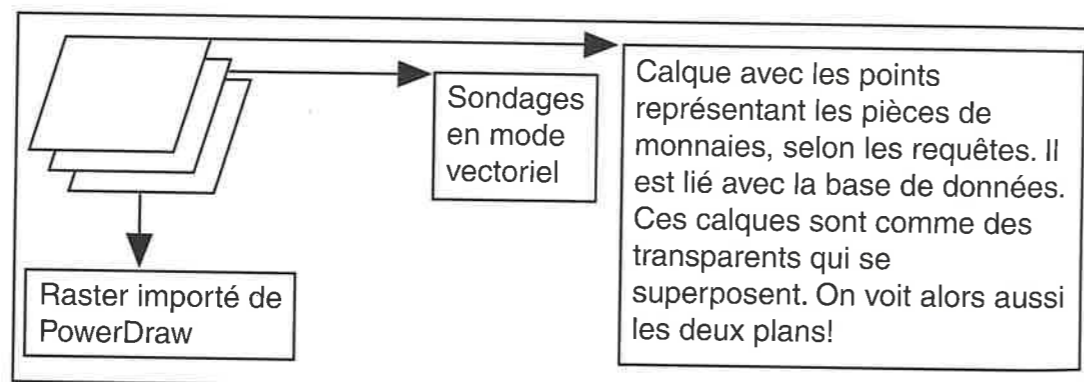 Sondages
en mode
vectoriel
Calque avec les points
représentant les pièces de
monnaies, selon les requêtes. Il
est lié avec la base de données.
Ces calques sont comme des
transparents qui se
superposent. On voit alors aussi
les deux plans!
Raster importé de
PowerDraw